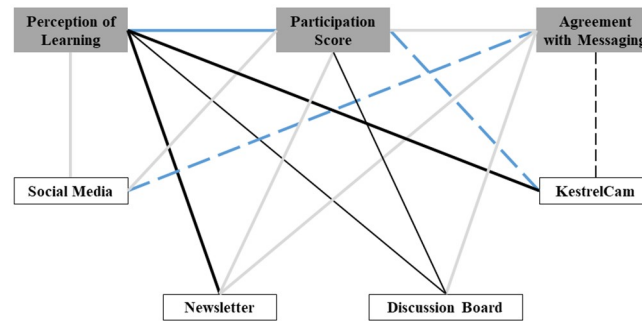 Perception of
Learning
Participation
Score
Agreement
with Messaging
Social Media
KestrelCam
Newsletter
Discussion Board